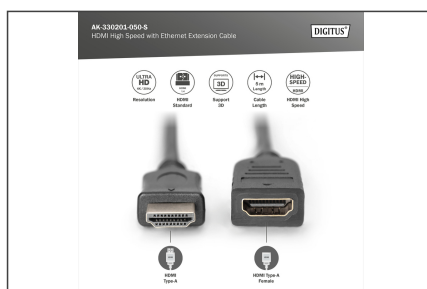 AK-330201-050-S
HDMI High Speed with Ethernet Extension Cable
DIGITUS®
ULTRA
HD
Resolution
HDMI
Standard
SUPPORTS
3D
Support
3D
5 m
Length
Cable
Length
HIGH-
SPEED
HDMI
HDMI High
Speed
HDMI
Type-A
HDMI Type-A
Female